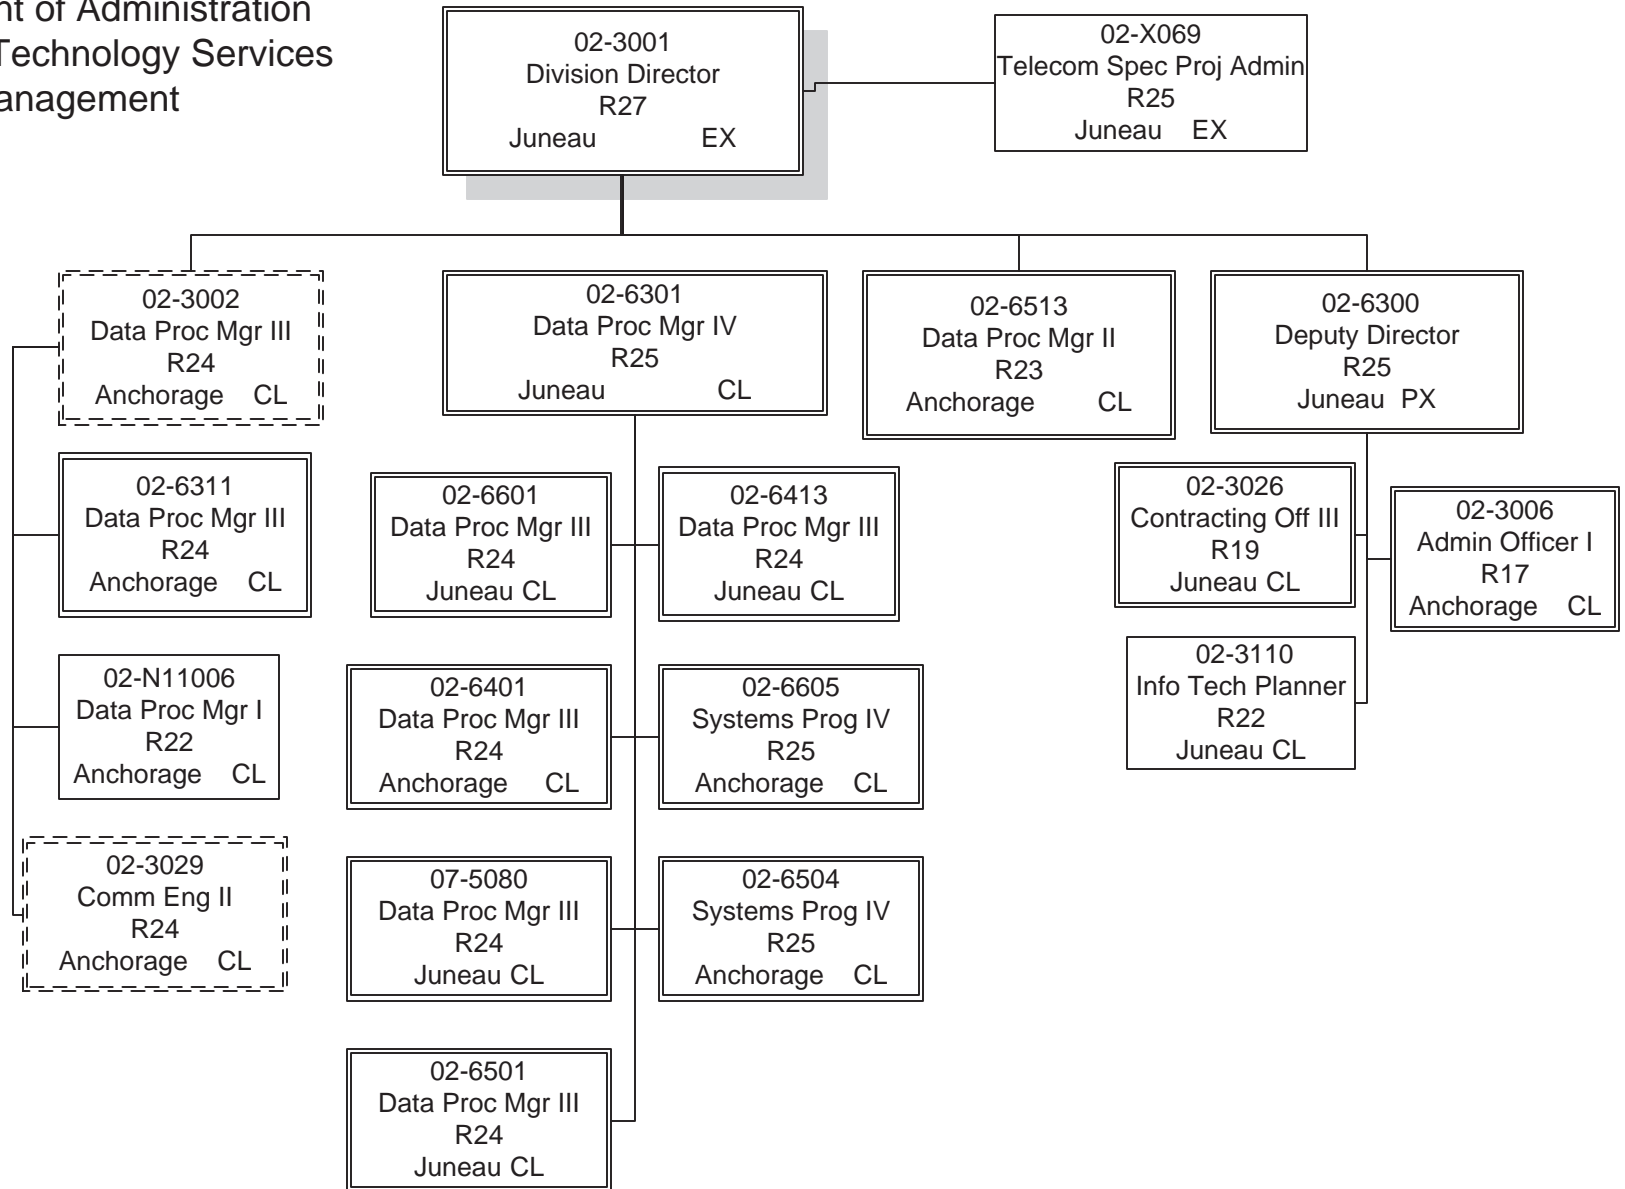 nt of Administration
Technology Services
anagement
02-3001
Division Director
R27
Juneau EX
02-X069
Telecom Spec Proj Admin
R25
Juneau EX
02-3002
Data Proc Mgr III
R24
Anchorage CL
02-6301
Data Proc Mgr IV
R25
Juneau CL
02-6513
Data Proc Mgr II
R23
Anchorage CL
02-6300
Deputy Director
R25
Juneau PX
02-6311
Data Proc Mgr III
R24
Anchorage CL
02-6601
Data Proc Mgr III
R24
Juneau CL
02-6413
Data Proc Mgr III
R24
Juneau CL
02-3026
Contracting Off III
R19
Juneau CL
02-3006
Admin Officer I
R17
Anchorage CL
02-N11006
Data Proc Mgr I
R22
Anchorage CL
02-6401
Data Proc Mgr III
R24
Anchorage CL
02-6605
Systems Prog IV
R25
Anchorage CL
02-3110
Info Tech Planner
R22
Juneau CL
02-3029
Comm Eng II
R24
Anchorage CL
07-5080
Data Proc Mgr III
R24
Juneau CL
02-6504
Systems Prog IV
R25
Anchorage CL
02-6501
Data Proc Mgr III
R24
Juneau CL